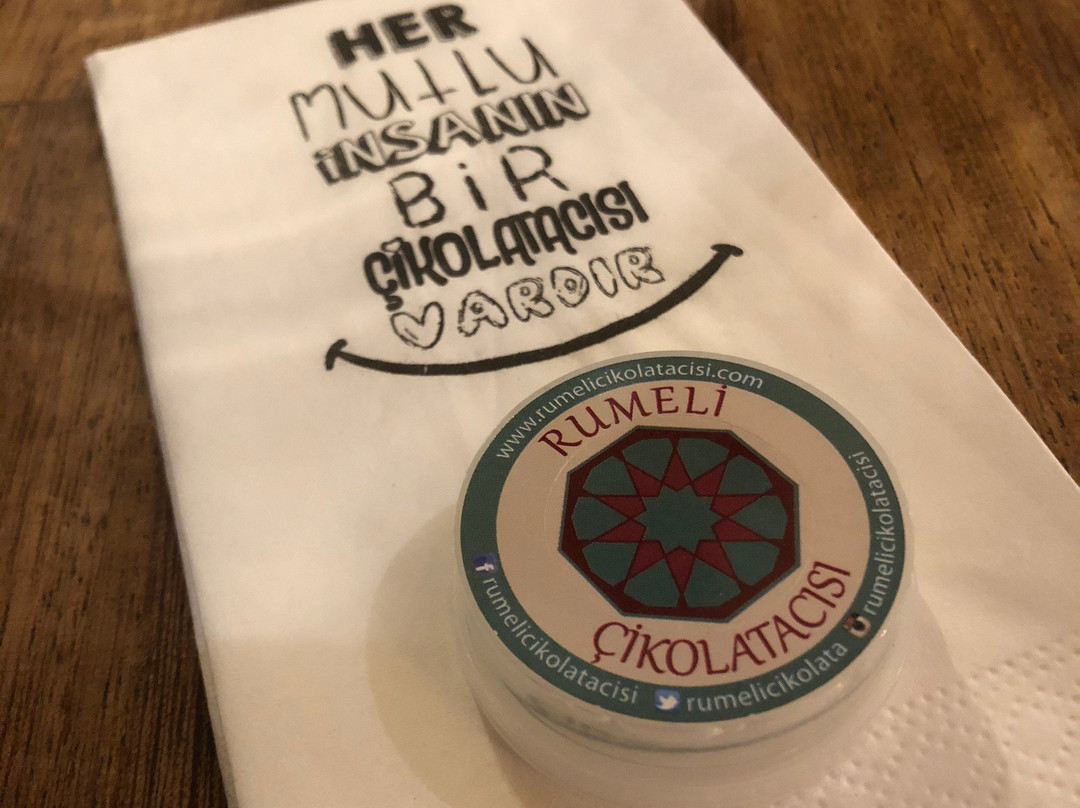 HER
MUTLU
İNSANIN
BİR
ÇİKOLATACISI
VARDIR
www.rumelicikolatacisi.com
RUMELİ
ÇİKOLATACISI
rumelicikolatacisi
rumelicikolata
rumelicikolatacisi